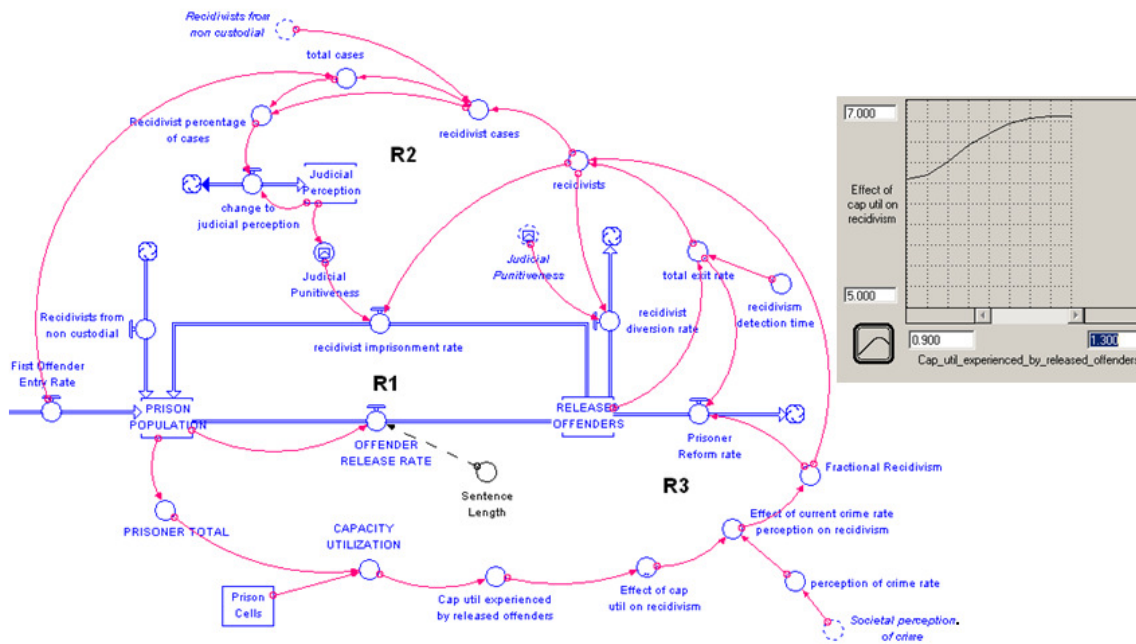 Recidivists from
non custodial
total cases
Recidivist percentage
of cases
recidivist cases
R2
Judicial
Perception
recidivists
change to
judicial perception
Judicial
Punitiveness
Judicial
Punitiveness
total exit rate
Recidivists from
non custodial
recidivist
diversion rate
recidivism
detection time
recidivist imprisonment rate
First Offender
Entry Rate
R1
PRISON
POPULATION
RELEASED
OFFENDERS
OFFENDER
RELEASE RATE
Prisoner
Reform rate
Sentence
Length
R3
Fractional Recidivism
PRISONER TOTAL
CAPACITY
UTILIZATION
Effect of current crime rate
perception on recidivism
Prison
Cells
Cap util experienced
by released offenders
Effect of cap
util on recidivism
perception of crime rate
Societal perception.
of crime
7.000
Effect of
cap util on
recidivism
5.000
0.900
1.300
Cap_util_experienced_by_released_offenders